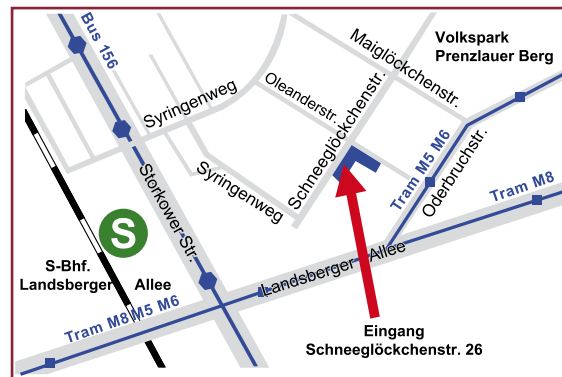 Bus 156
Maiglöckchenstr.
Volkspark
Prenzlauer Berg
Oleanderstr.
Syringenweg
Schneeglöckchenstr.
Syringenweg
Storkower Str.
Tram M5 M6
Oderbruchstr.
Tram M8
S
S-Bhf.
Landsberger Allee
Landsberger Allee
Tram M8 M5 M6
Eingang
Schneeglöckchenstr. 26